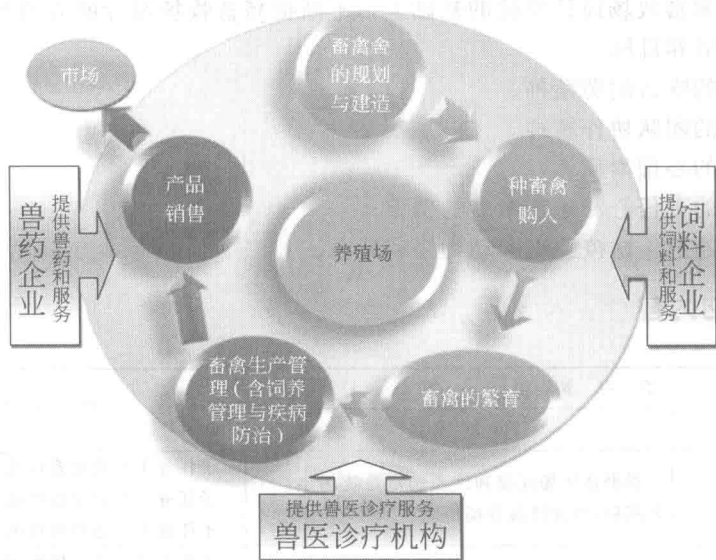 市场
畜禽舍
的规划
与建造
产品
销售
种畜禽
购入
养殖场
兽药企业
提供兽药和服务
饲料企业
提供饲料和服务
畜禽生产管
理(含饲养
管理与疾病
防治)
畜禽的繁育
提供兽医诊疗服务
兽医诊疗机构